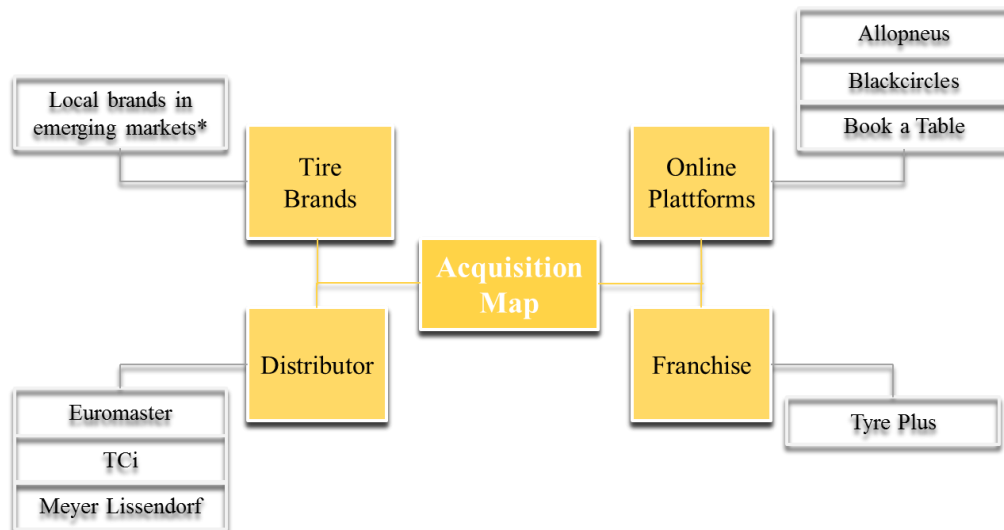 Allopneus
Blackcircles
Book a Table
Local brands in
emerging markets*
Tire
Brands
Online
Plattforms
Acquisition
Map
Distributor
Franchise
Euromaster
TCi
Meyer Lissendorf
Tyre Plus